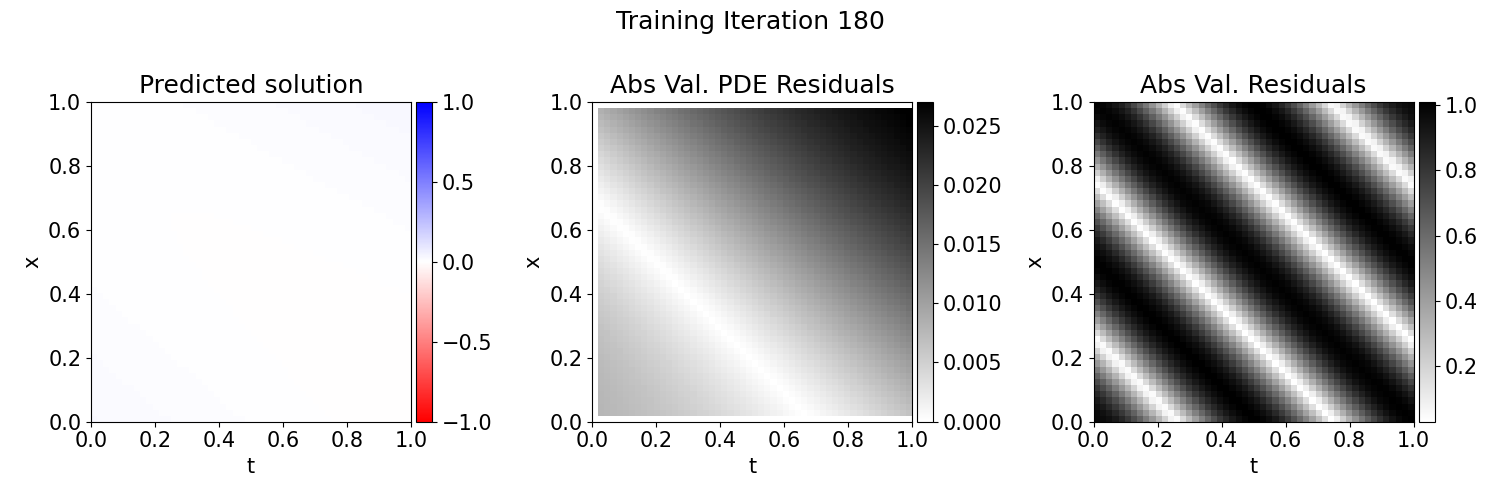 Training Iteration 180
Predicted solution
Abs Val. PDE Residuals
Abs Val. Residuals
1.0
0.8
0.6
0.4
0.2
0.0
x
0.0 0.2 0.4 0.6 0.8 1.0
t
1.0
0.5
0.0
−0.5
−1.0
1.0
0.8
0.6
0.4
0.2
0.0
x
0.0 0.2 0.4 0.6 0.8 1.0
t
0.025
0.020
0.015
0.010
0.005
0.000
1.0
0.8
0.6
0.4
0.2
0.0
x
0.0 0.2 0.4 0.6 0.8 1.0
t
1.0
0.8
0.6
0.4
0.2